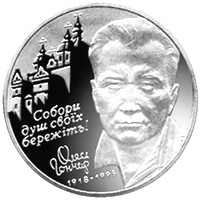 Собори
душ своїх
бережіть!
Олесь
Гончар
1918-1995